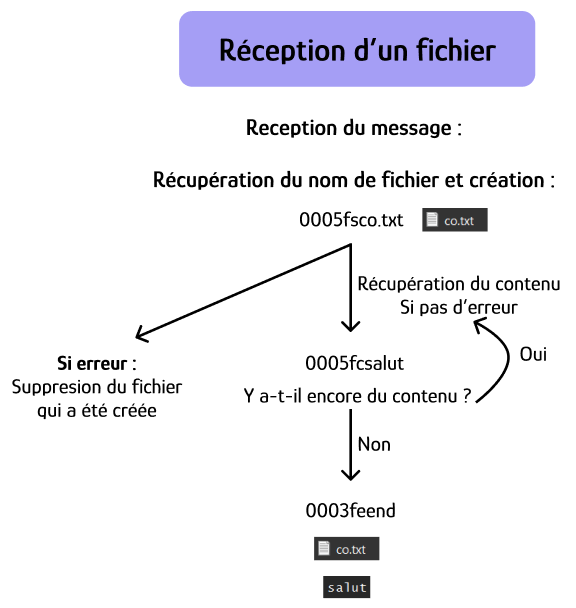 Réception d'un fichier
Reception du message :
Récupération du nom de fichier et création :
0005fsco.txt co.txt
Récupération du contenu
Si pas d'erreur
Oui
Si erreur :
Suppresion du fichier
qui a été créée
0005fcsalut
Y a-t-il encore du contenu ?
Non
0003feend
co.txt
salut